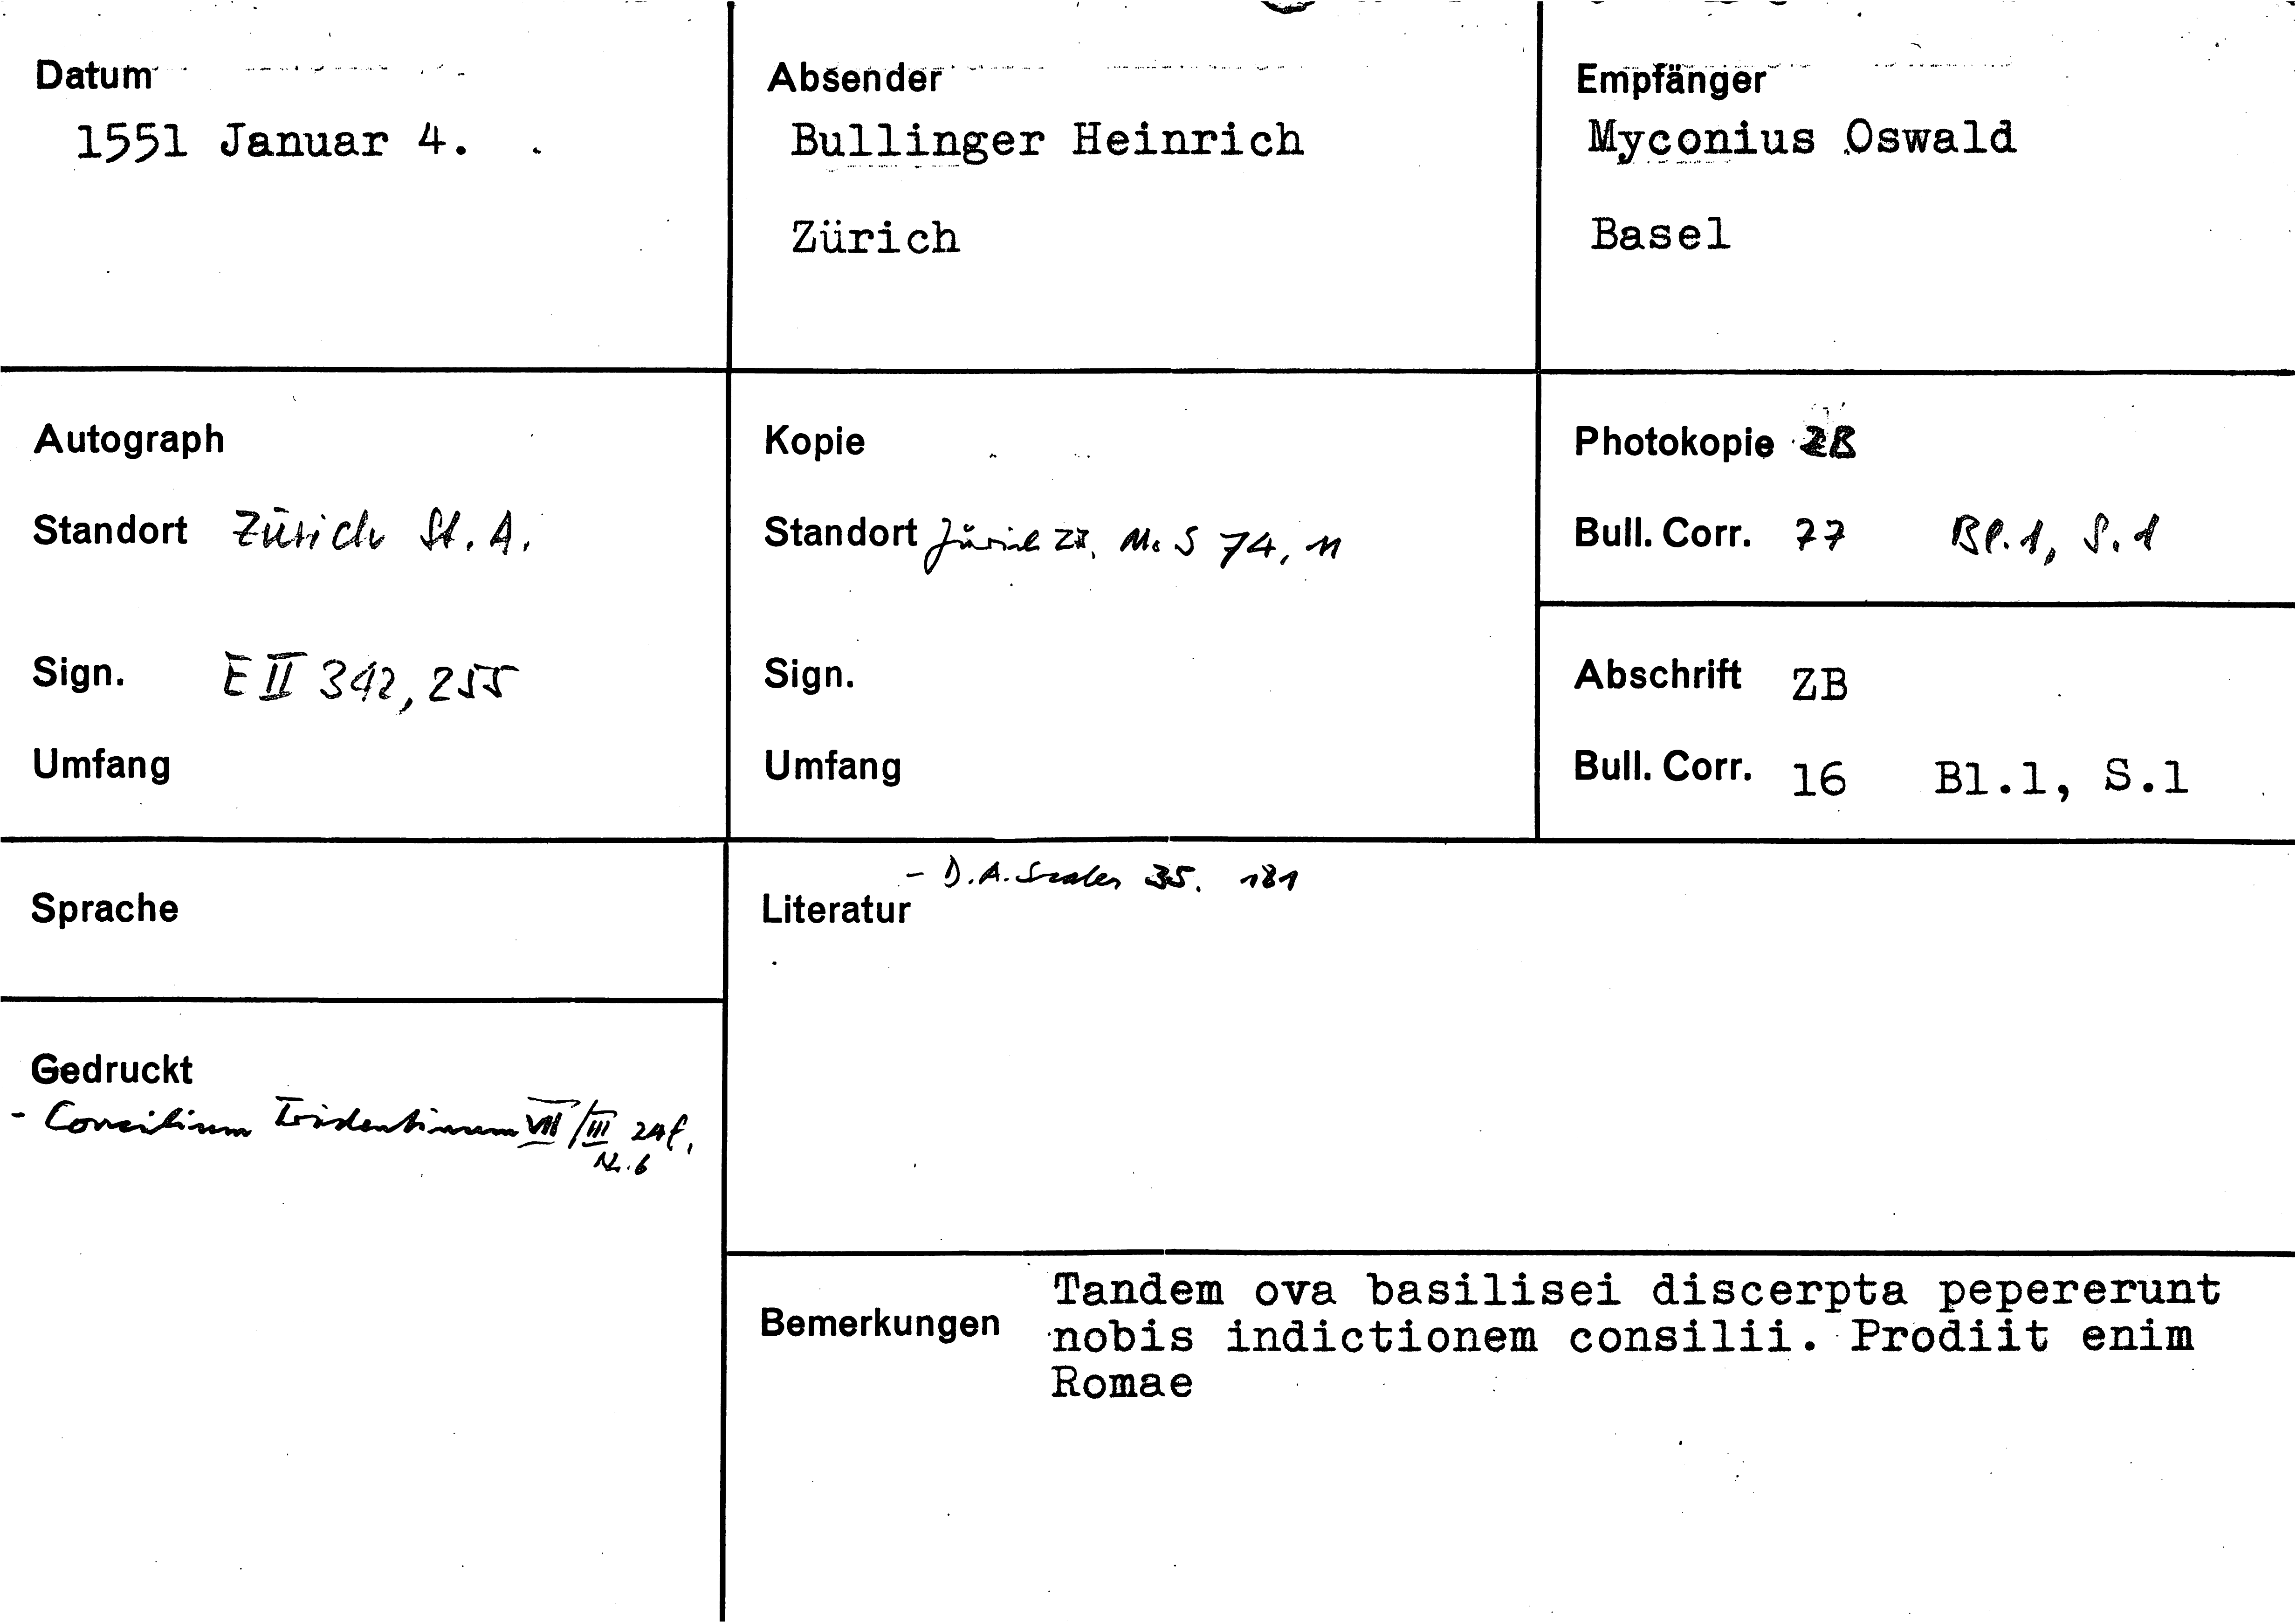 Datum
1551 Januar 4.
Absender
Bullinger Heinrich
Zürich
Empfänger
Myconius Oswald
Basel
Autograph
Standort Zürich St. A.
Sign. E II 342, 255
Umfang
Kopie
Standort Zürich ZB, Ms S 74, 11
Sign.
Umfang
Photokopie ZB
Bull. Corr. 77 Bl. 1, S. 1
Abschrift ZB
Bull. Corr. 16 Bl.1, S.1
Sprache
Gedruckt
- Concilium Tridentinum VII/III 24f.
Nr. 6
- D.A. 35. 181
Literatur
Bemerkungen
Tandem ova basilisei discerpta pepererunt
nobis indictionem consilii. Prodiit enim
Romae